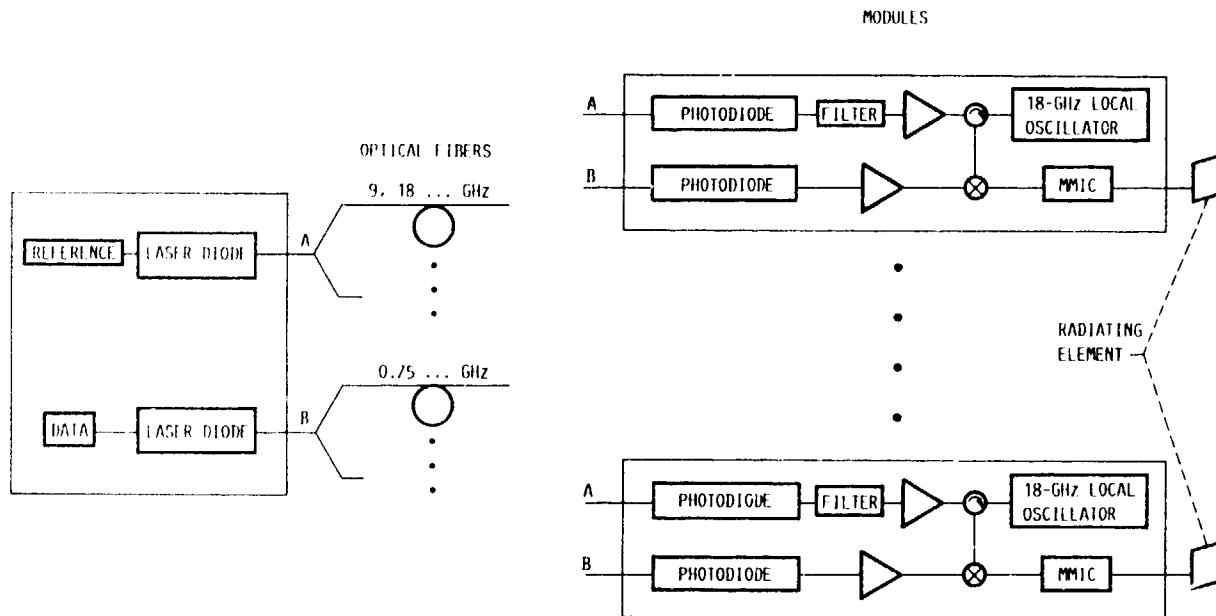 MODULES
A
PHOTODIODE
FILTER
18-GHz LOCAL
OSCILLATOR
B
PHOTODIODE
MMIC
OPTICAL FIBERS
9, 18 ... GHz
REFERENCE
LASER DIODE
A
0.75 ... GHz
DATA
LASER DIODE
B
RADIATING
ELEMENT
A
PHOTODIODE
FILTER
18-GHz LOCAL
OSCILLATOR
B
PHOTODIODE
MMIC